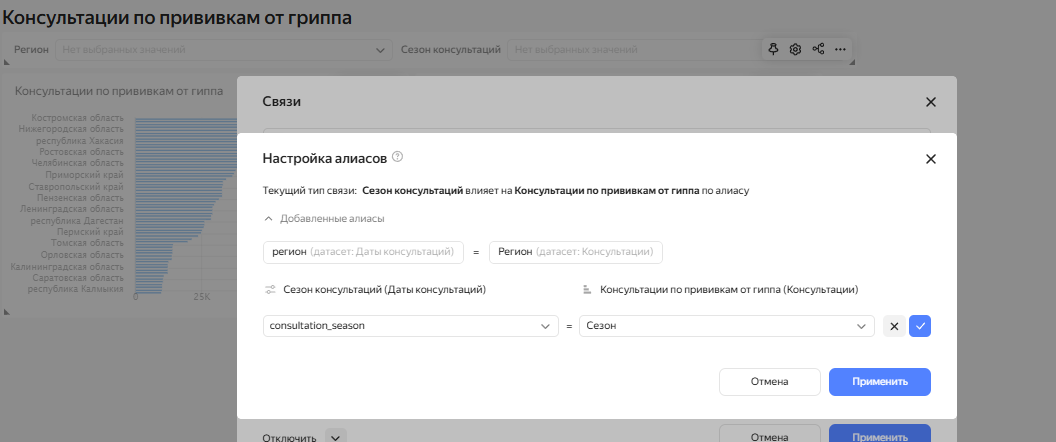 Консультации по прививкам от гриппа
Регион Нет выбранных значений Сезон консультаций Нет выбранных значений
Консультации по прививкам от гиппа
Костромская область
Нижегородская область
республика Хакасия
Ростовская область
Челябинская область
Приморский край
Ставропольский край
Пензенская область
Ленинградская область
республика Дагестан
Пермский край
Томская область
Орловская область
Калининградская область
Саратовская область
республика Калмыкия
0 25K
Связи
Настройка алиасов
Текущий тип связи: Сезон консультаций влияет на Консультации по прививкам от гиппа по алиасу
Добавленные алиасы
регион (датасет: Даты консультаций) = Регион (датасет: Консультации)
Сезон консультаций (Даты консультаций) Консультации по прививкам от гиппа (Консультации)
consultation_season = Сезон
Отмена Применить
Отключить Отмена Применить